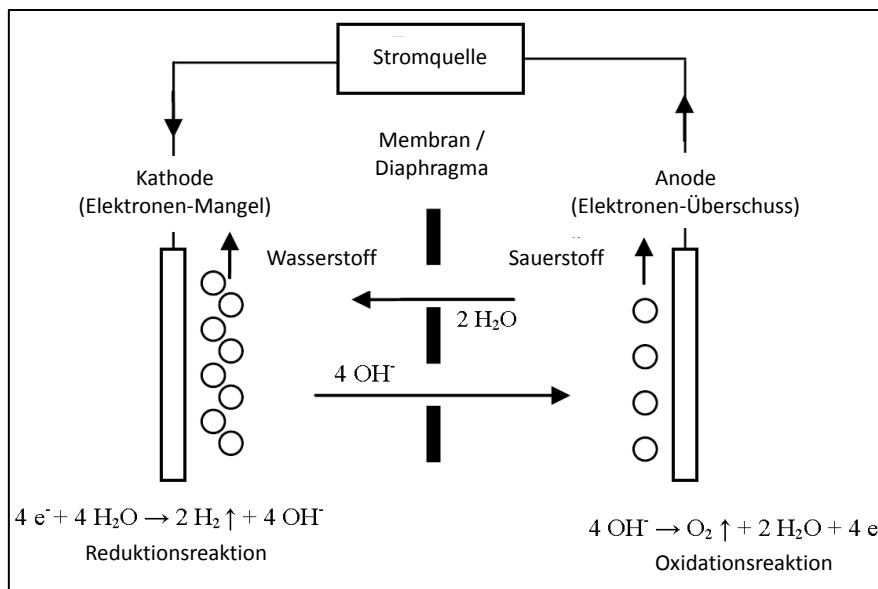 Stromquelle
Membran /
Diaphragma
Kathode
(Elektronen-Mangel)
Anode
(Elektronen-Überschuss)
Wasserstoff
Sauerstoff
2 H₂O
4 OH⁻
4 e⁻ + 4 H₂O → 2 H₂ ↑ + 4 OH⁻
Reduktionsreaktion
4 OH⁻ → O₂ ↑ + 2 H₂O + 4 e
Oxidationsreaktion